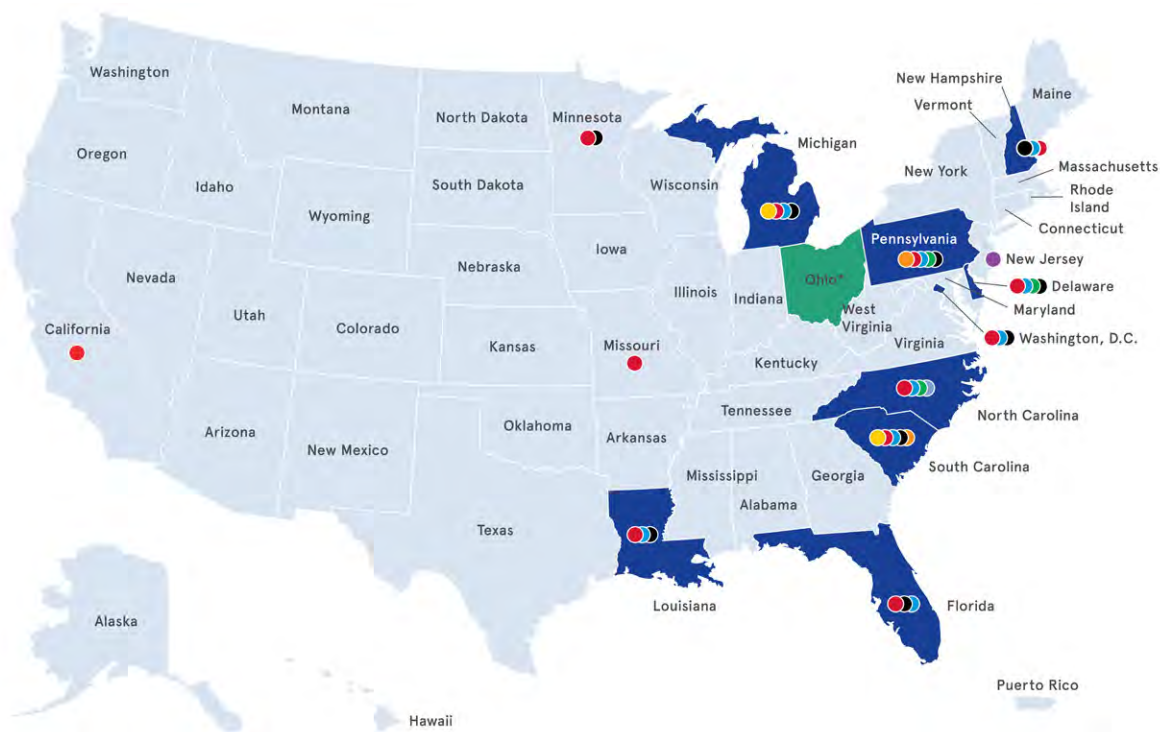 Washington
Montana
North Dakota
Minnesota
New Hampshire
Vermont
Maine
Oregon
Idaho
South Dakota
Wisconsin
Michigan
New York
Massachusetts
Rhode
Island
Connecticut
Wyoming
Iowa
Nebraska
Pennsylvania
New Jersey
Nevada
Utah
Colorado
Illinois
Indiana
Ohio*
West
Virginia
Delaware
Maryland
California
Kansas
Missouri
Kentucky
Virginia
Washington, D.C.
Arizona
New Mexico
Oklahoma
Arkansas
Tennessee
North Carolina
Mississippi
Alabama
Georgia
South Carolina
Texas
Louisiana
Florida
Alaska
Hawaii
Puerto Rico